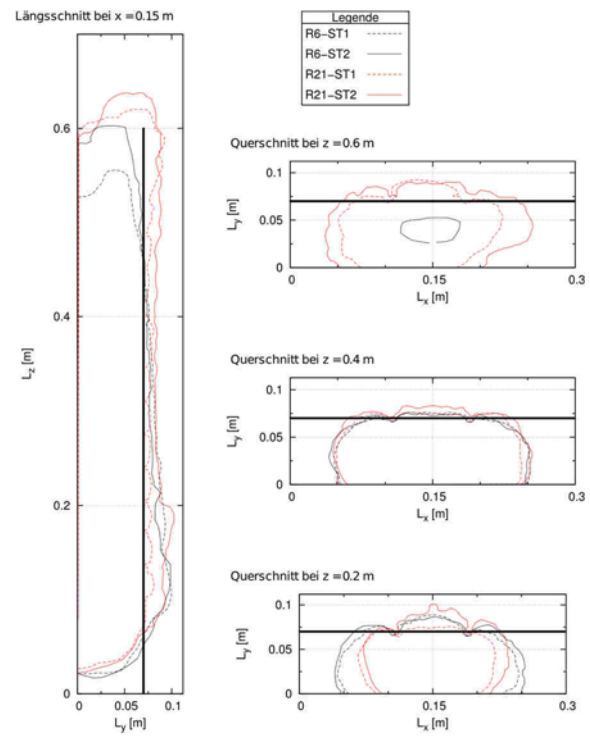 Längsschnitt bei x = 0.15 m
0.6
0.4
0.2
0
L_z [m]
0
0.05
0.1
L_y [m]
Legende
R6-ST1
R6-ST2
R21-ST1
R21-ST2
Querschnitt bei z = 0.6 m
0.1
0.05
0
L_y [m]
0
0.15
0.3
L_x [m]
Querschnitt bei z = 0.4 m
0.1
0.05
0
L_y [m]
0
0.15
0.3
L_x [m]
Querschnitt bei z = 0.2 m
0.1
0.05
0
L_y [m]
0
0.15
0.3
L_x [m]